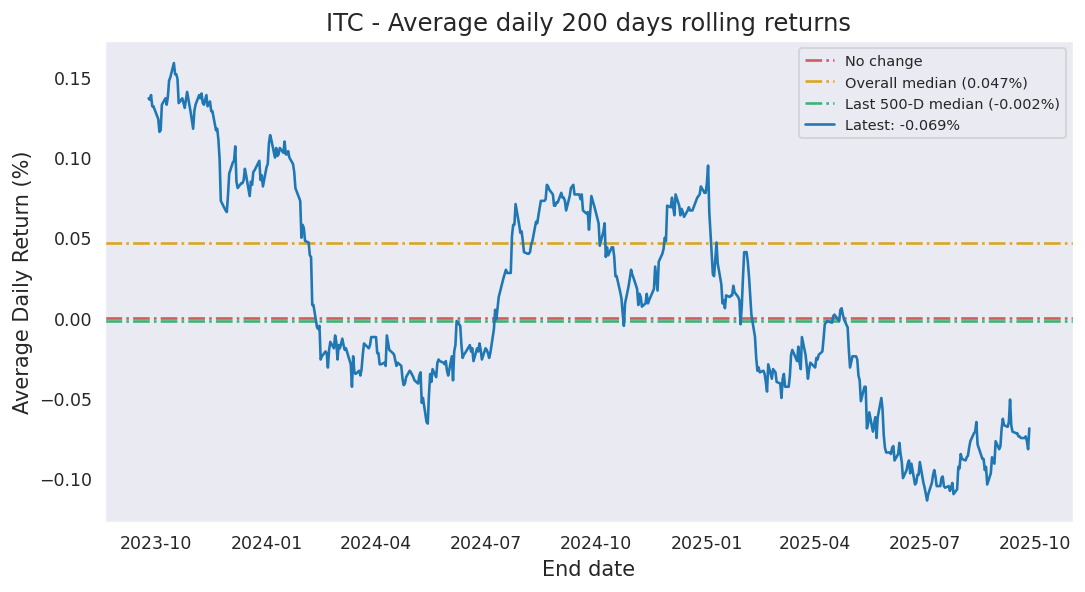 ITC - Average daily 200 days rolling returns
No change
Overall median (0.047%)
Last 500-D median (-0.002%)
Latest: -0.069%
Average Daily Return (%)
0.15
0.10
0.05
0.00
−0.05
−0.10
2023-10 2024-01 2024-04 2024-07 2024-10 2025-01 2025-04 2025-07 2025-10
End date